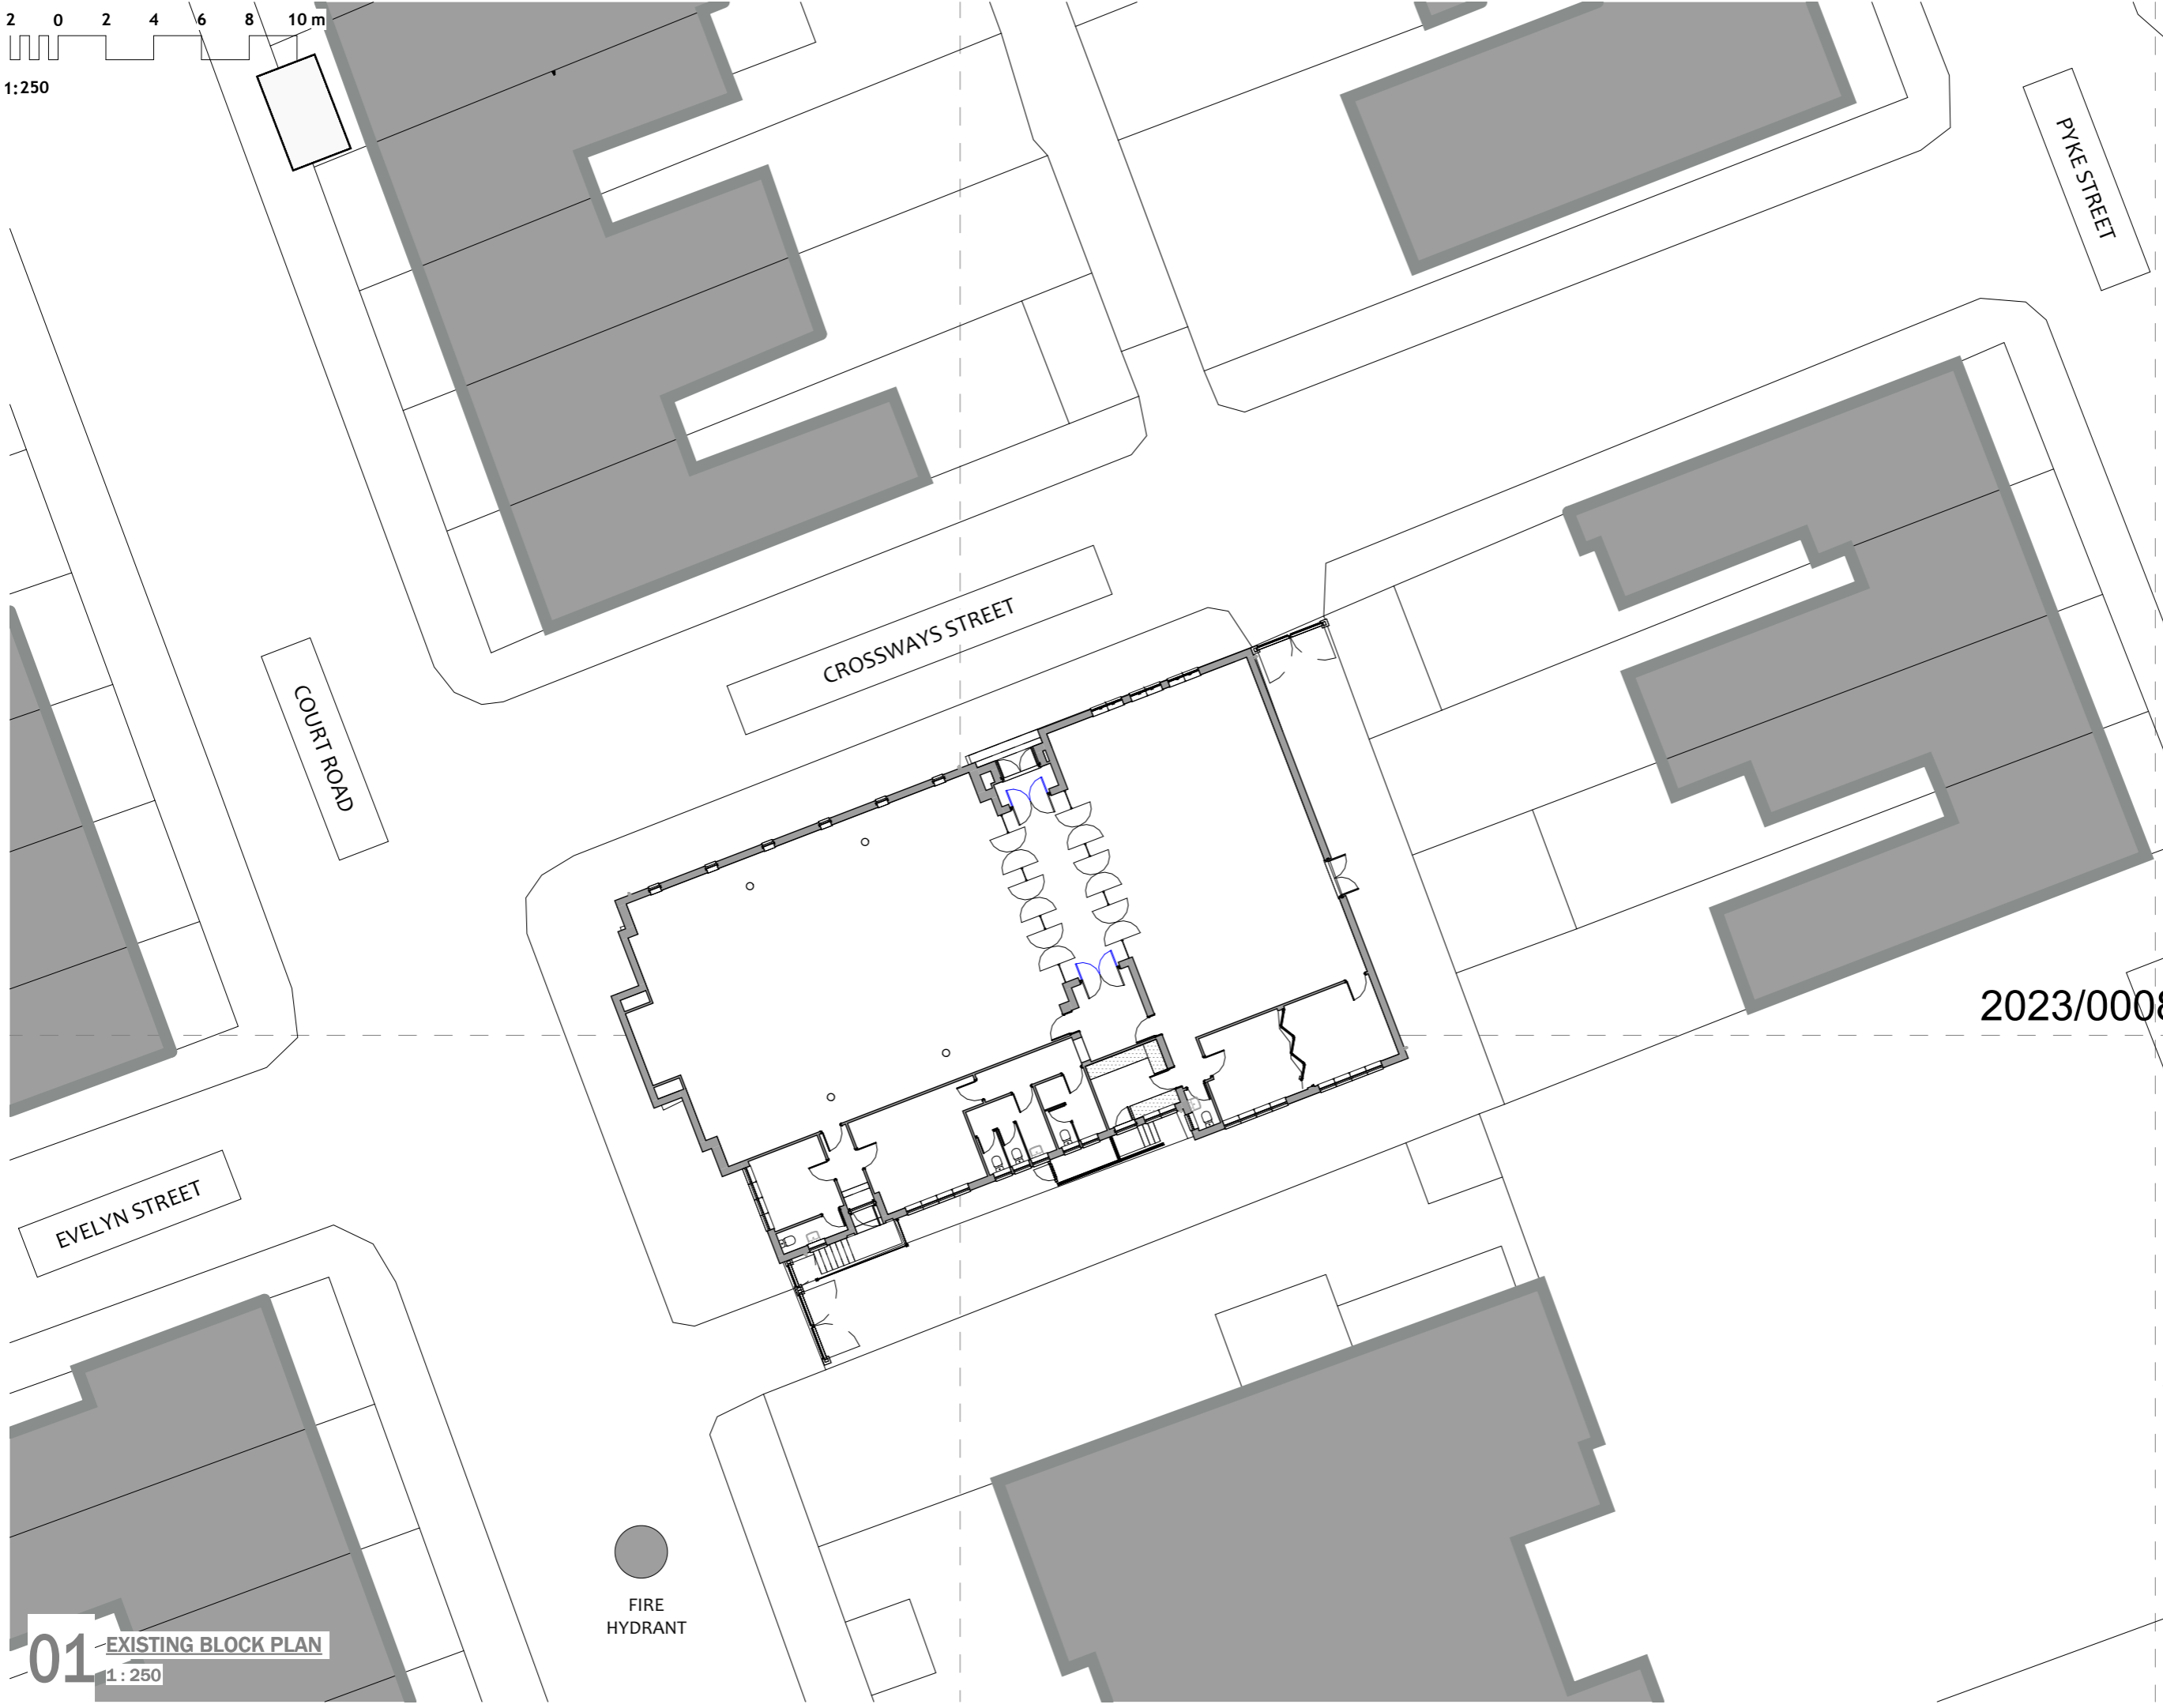 2 0 2 4 6 8 10 m
1:250
PYKE STREET
CROSSWAYS STREET
COURT ROAD
2023/0008
EVELYN STREET
FIRE
HYDRANT
01 EXISTING BLOCK PLAN
1 : 250